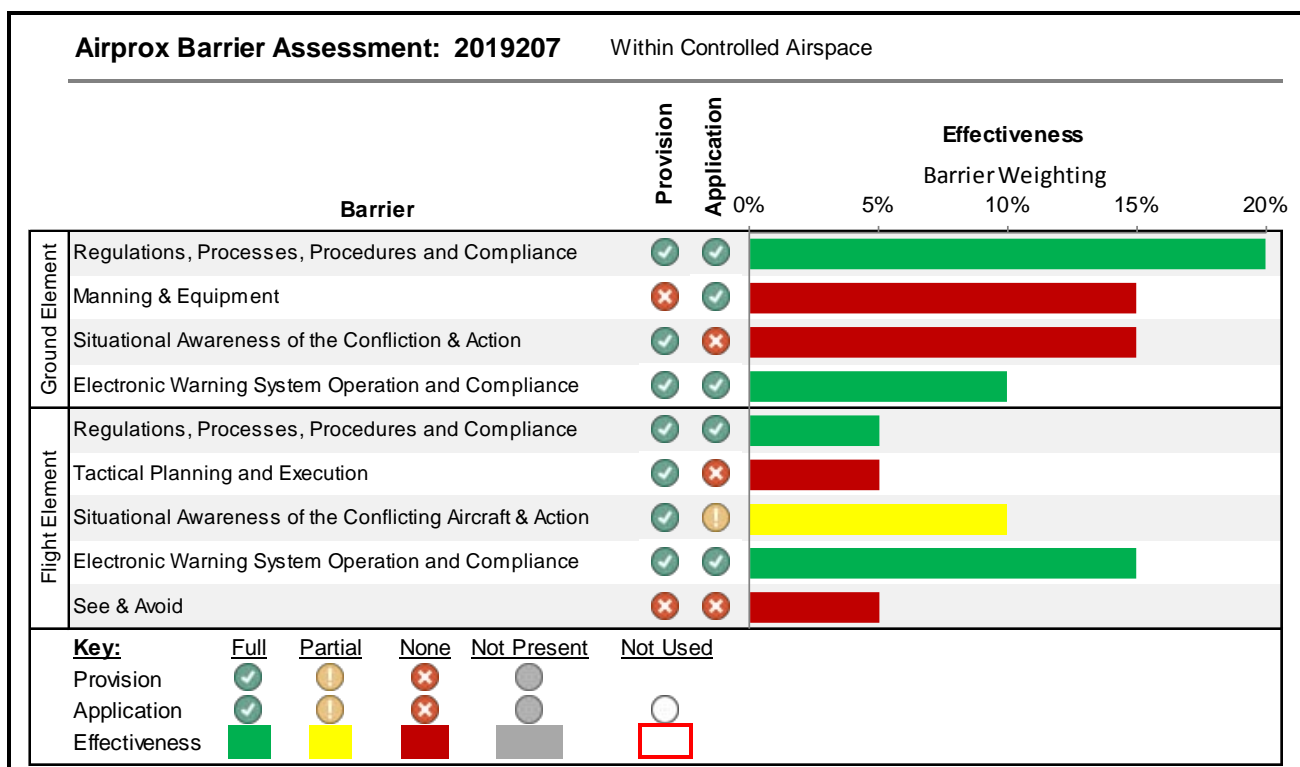 Airprox Barrier Assessment: 2019207 Within Controlled Airspace
Provision
Application
Effectiveness
Barrier Weighting
Barrier
0% 5% 10% 15% 20%
Ground Element
Regulations, Processes, Procedures and Compliance
Manning & Equipment
Situational Awareness of the Confliction & Action
Electronic Warning System Operation and Compliance
Flight Element
Regulations, Processes, Procedures and Compliance
Tactical Planning and Execution
Situational Awareness of the Conflicting Aircraft & Action
Electronic Warning System Operation and Compliance
See & Avoid
Key: Full Partial None Not Present Not Used
Provision
Application
Effectiveness